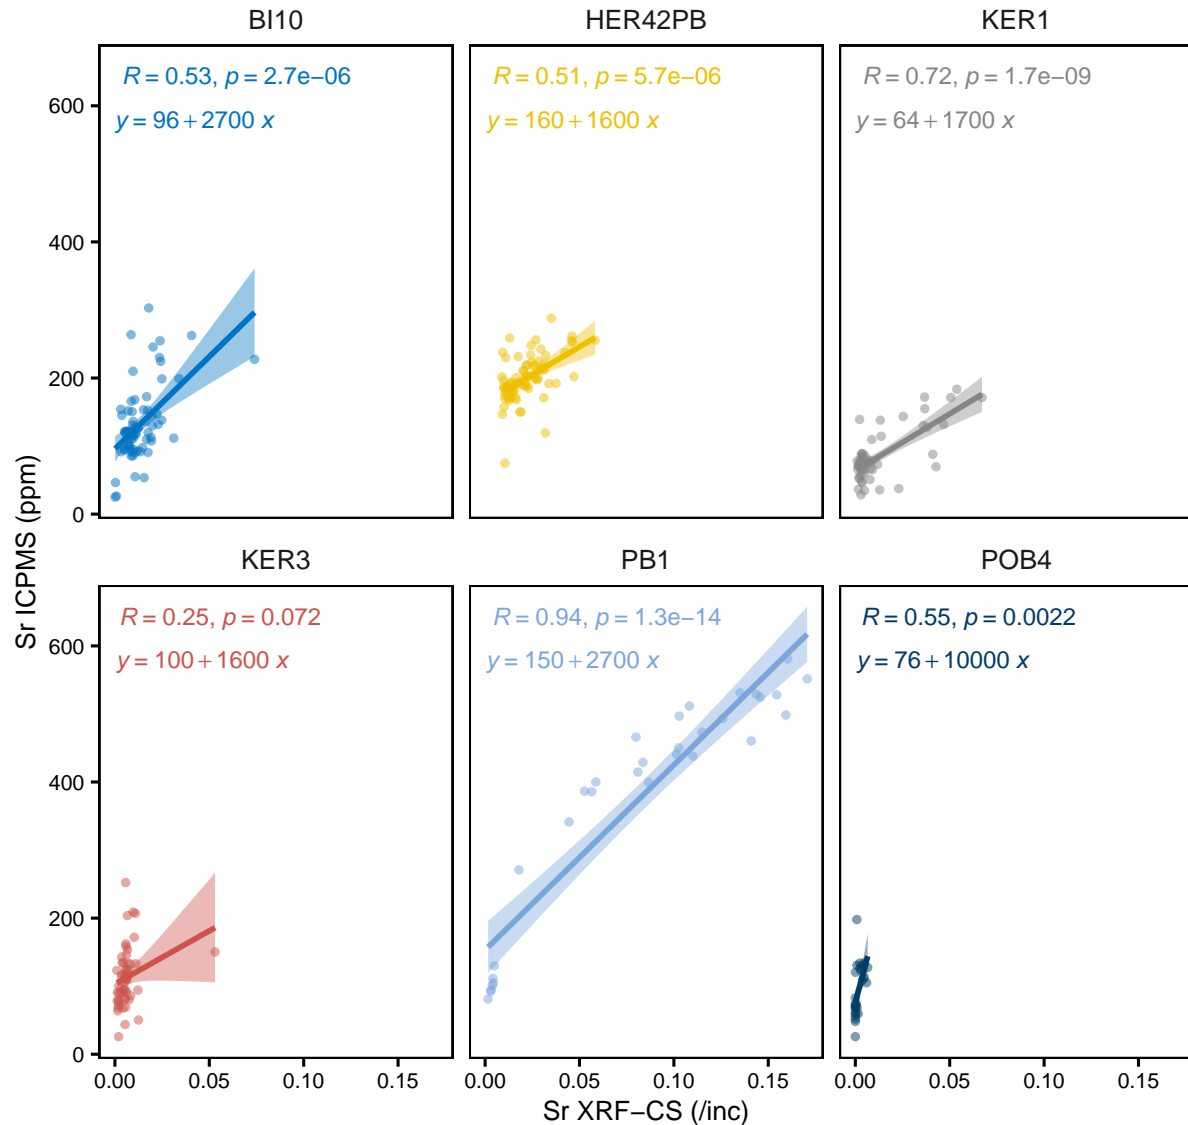 BI10
HER42PB
KER1
R = 0.53, p = 2.7e−06
y = 96 + 2700 x
R = 0.51, p = 5.7e−06
y = 160 + 1600 x
R = 0.72, p = 1.7e−09
y = 64 + 1700 x
600
400
200
0
Sr ICPMS (ppm)
KER3
PB1
POB4
R = 0.25, p = 0.072
y = 100 + 1600 x
R = 0.94, p = 1.3e−14
y = 150 + 2700 x
R = 0.55, p = 0.0022
y = 76 + 10000 x
600
400
200
0
0.00 0.05 0.10 0.15
0.00 0.05 0.10 0.15
0.00 0.05 0.10 0.15
Sr XRF−CS (/inc)